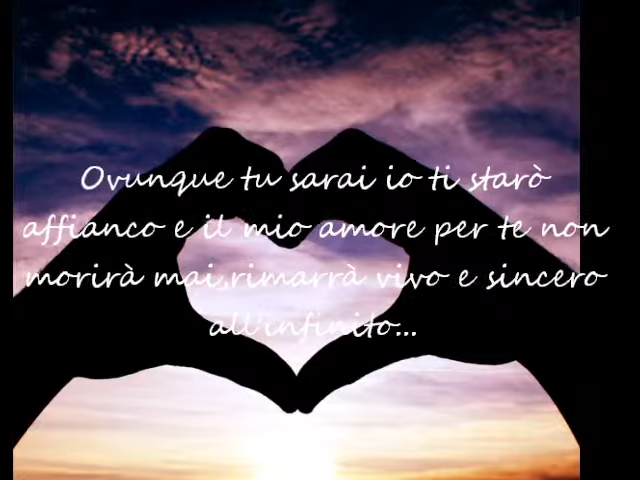 Ovunque tu sarai io ti starò
affianco e il mio amore per te non
morirà mai,rimarrà vivo e sincero
all'infinito...